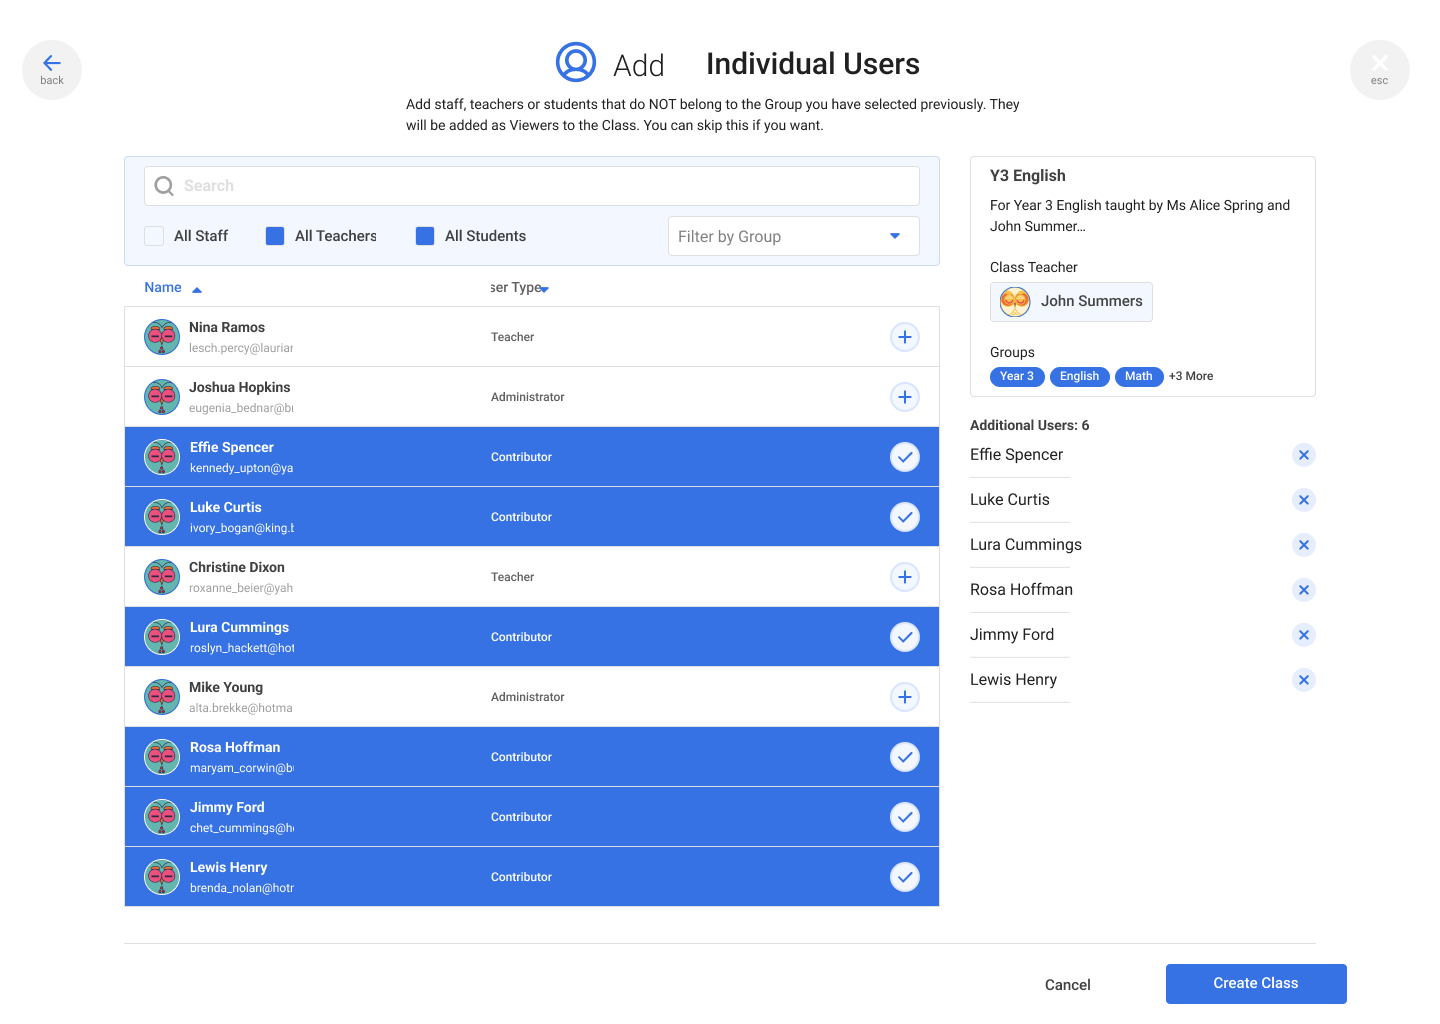 back
Add Individual Users
esc
Add staff, teachers or students that do NOT belong to the Group you have selected previously. They
will be added as Viewers to the Class. You can skip this if you want.
Search
All Staff
All Teachers
All Students
Filter by Group
Name
ser Type
Nina Ramos
lesch.percy@laurian
Teacher
Joshua Hopkins
eugenia_bednar@b
Administrator
Effie Spencer
kennedy_upton@ya
Contributor
Luke Curtis
ivory_bogan@king.b
Contributor
Christine Dixon
roxanne_beier@yah
Teacher
Lura Cummings
roslyn_hackett@hot
Contributor
Mike Young
alta.brekke@hotma
Administrator
Rosa Hoffman
maryam_corwin@b
Contributor
Jimmy Ford
chet_cummings@h
Contributor
Lewis Henry
brenda_nolan@hotr
Contributor
Y3 English
For Year 3 English taught by Ms Alice Spring and
John Summer...
Class Teacher
John Summers
Groups
Year 3
English
Math
+3 More
Additional Users: 6
Effie Spencer
Luke Curtis
Lura Cummings
Rosa Hoffman
Jimmy Ford
Lewis Henry
Cancel
Create Class